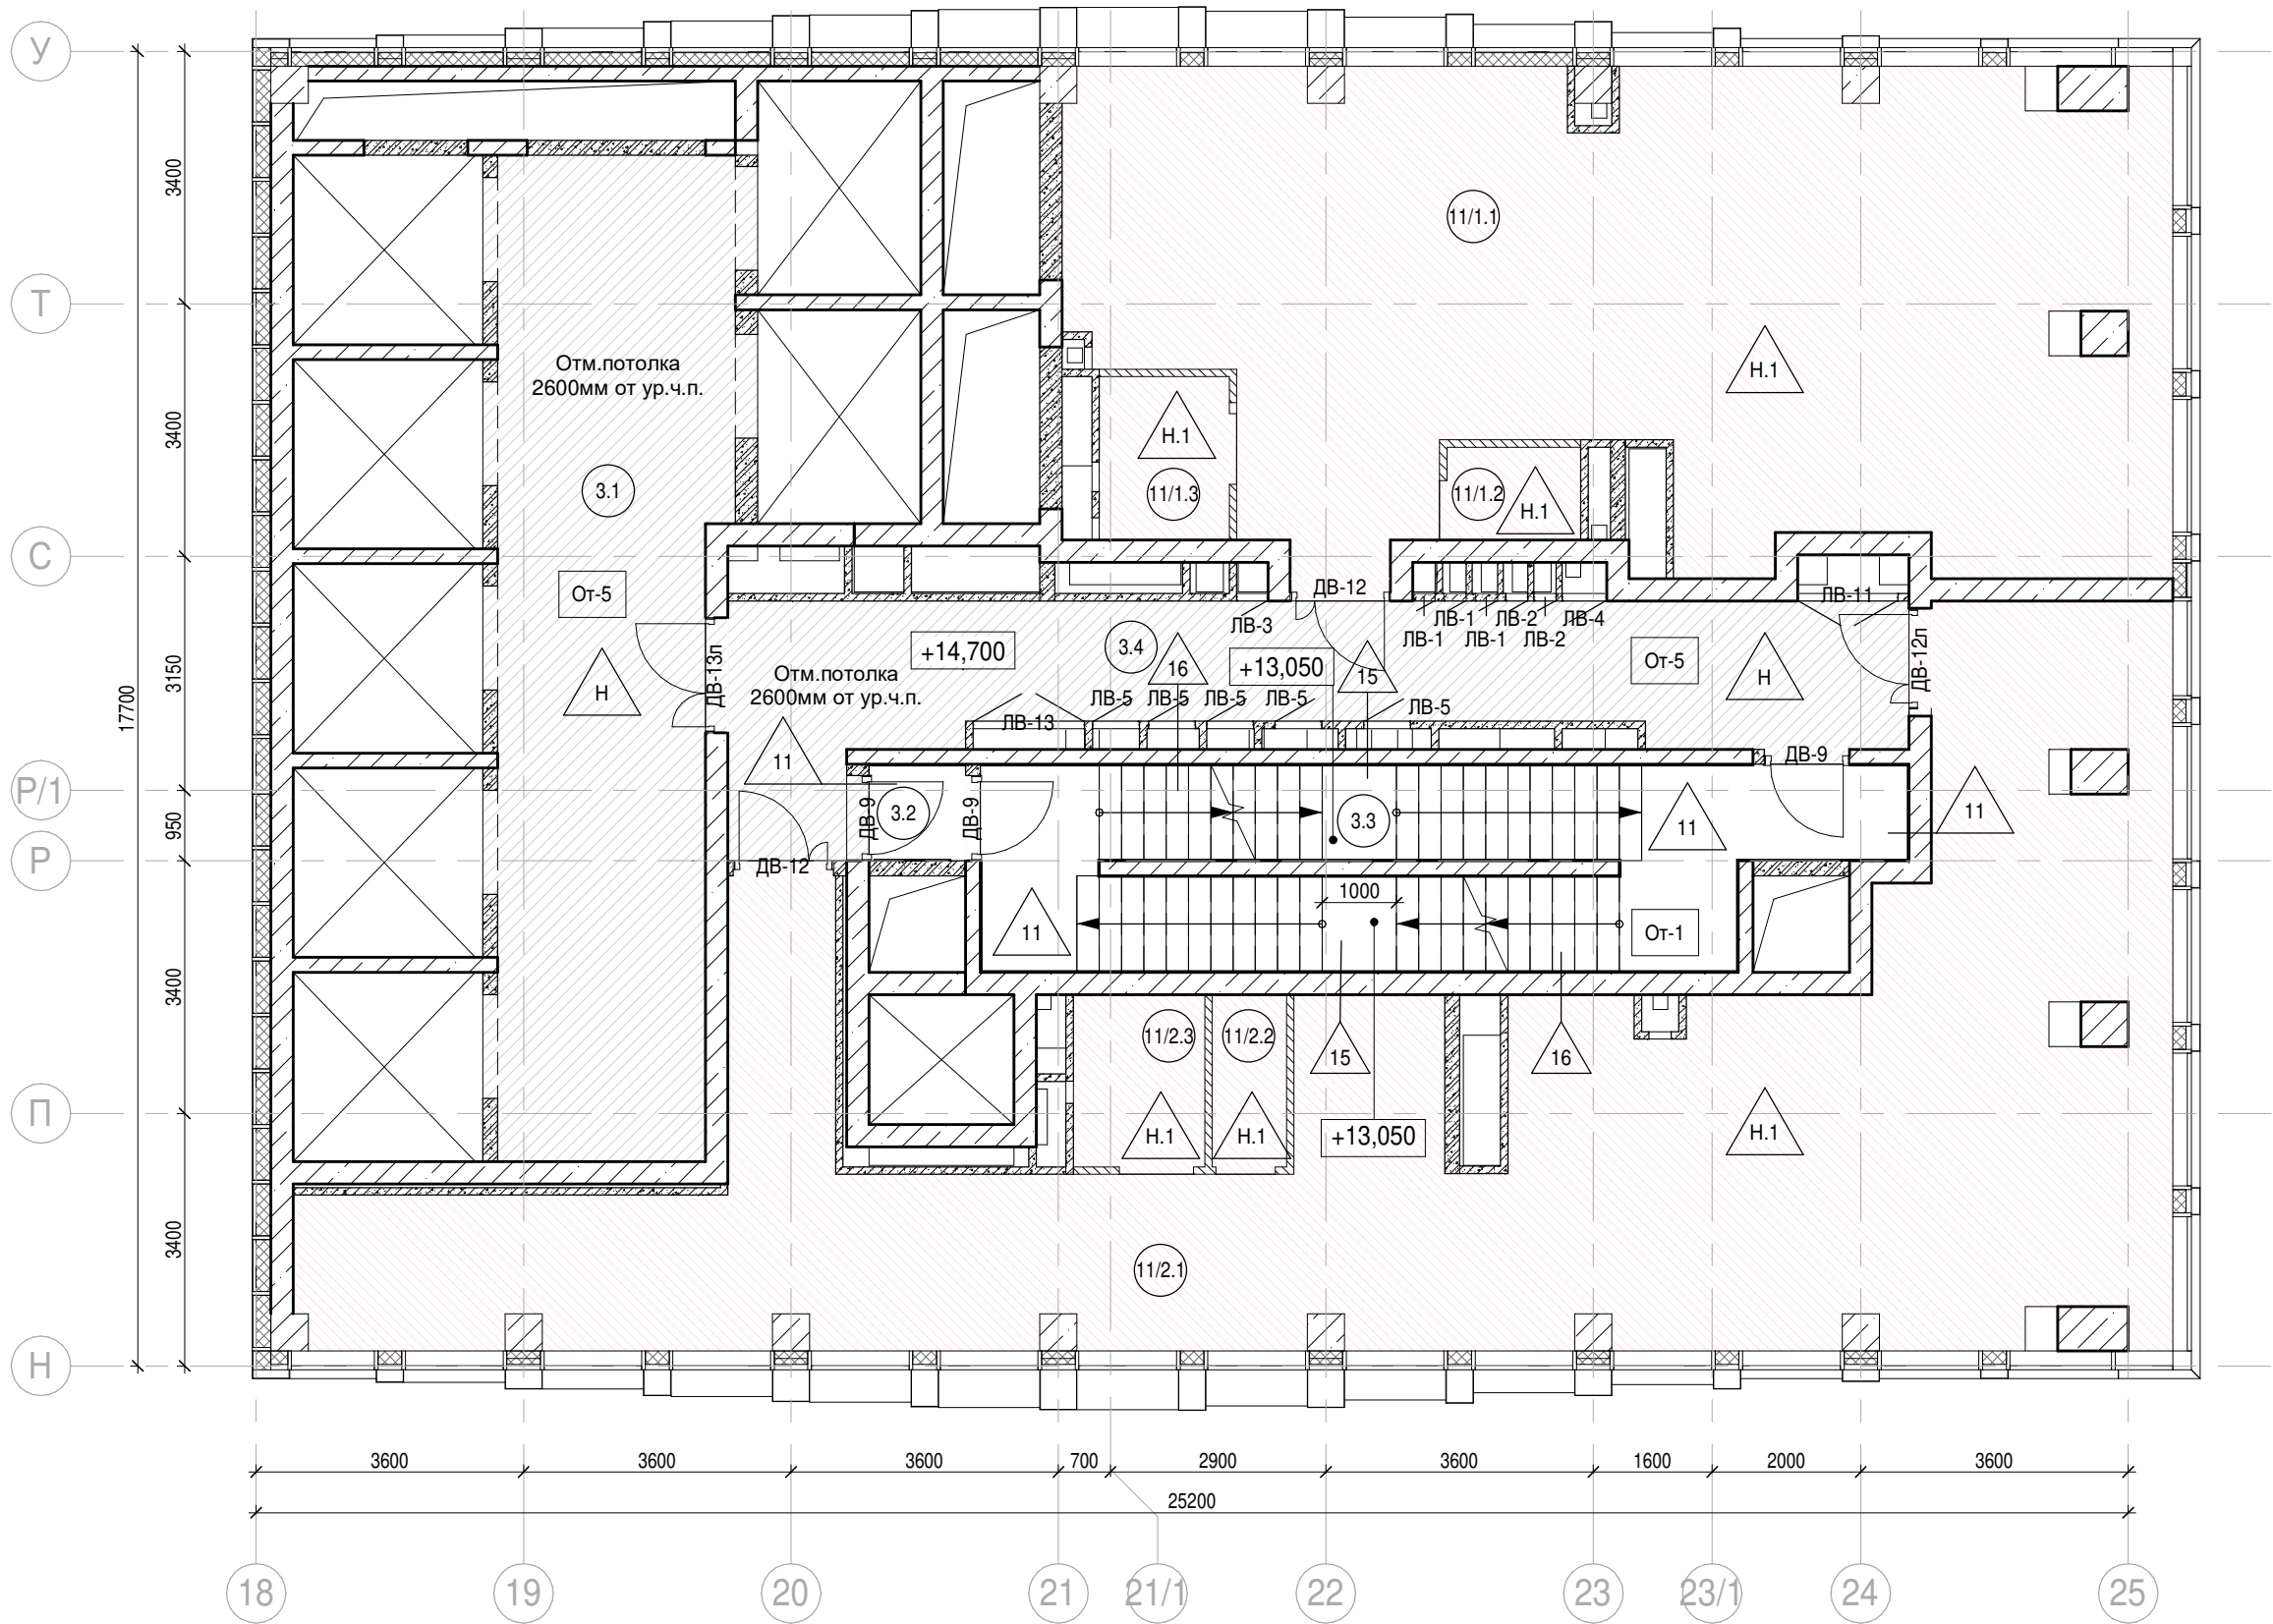 У
Т
3400
11/1.1
Отм.потолка
2600мм от ур.ч.п.
Н.1
3400
Н.1
3.1
11/1.3
11/1.2
Н.1
С
От-5
ДВ-12
ЛВ-11
ЛВ-3
ЛВ-1
ЛВ-1
ЛВ-1
ЛВ-2
ЛВ-2
ЛВ-4
+14,700
3.4
16
+13,050
15
От-5
Н
ДВ-12л
3150
Н
ДВ-13л
Отм.потолка
2600мм от ур.ч.п.
17700
ЛВ-13
ЛВ-5
ЛВ-5
ЛВ-5
ЛВ-5
ЛВ-5
11
ДВ-9
Р/1
950
ДВ-9
3.2
ДВ-9
3.3
11
11
Р
ДВ-12
1000
11
От-1
3400
11/2.3
11/2.2
15
16
П
Н.1
Н.1
+13,050
Н.1
3400
11/2.1
Н
3600
3600
3600
700
2900
3600
1600
2000
3600
25200
18
19
20
21
21/1
22
23
23/1
24
25